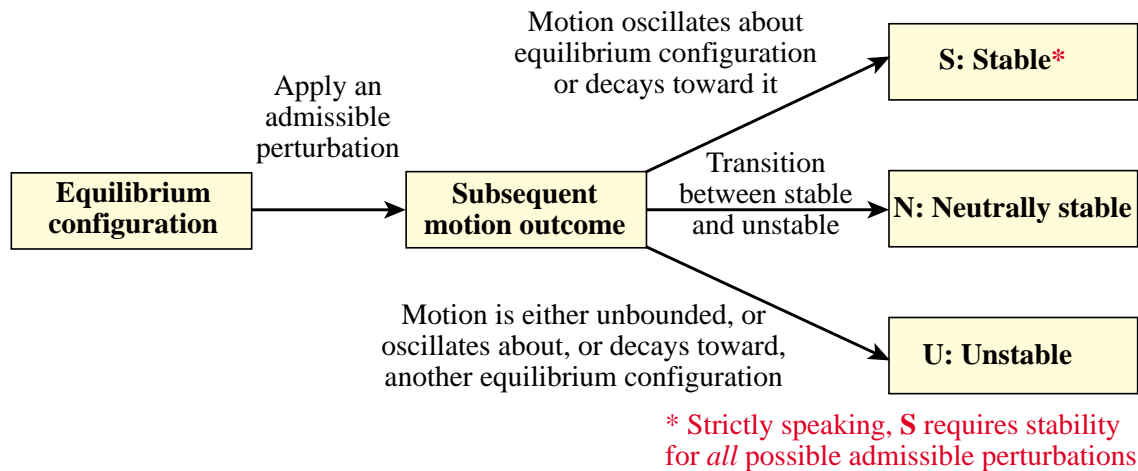 Motion oscillates about
equilibrium configuration
or decays toward it
S: Stable*
Apply an
admissible
perturbation
Equilibrium
configuration
Subsequent
motion outcome
Transition
between stable
and unstable
N: Neutrally stable
Motion is either unbounded, or
oscillates about, or decays toward,
another equilibrium configuration
U: Unstable
* Strictly speaking, S requires stability
for all possible admissible perturbations